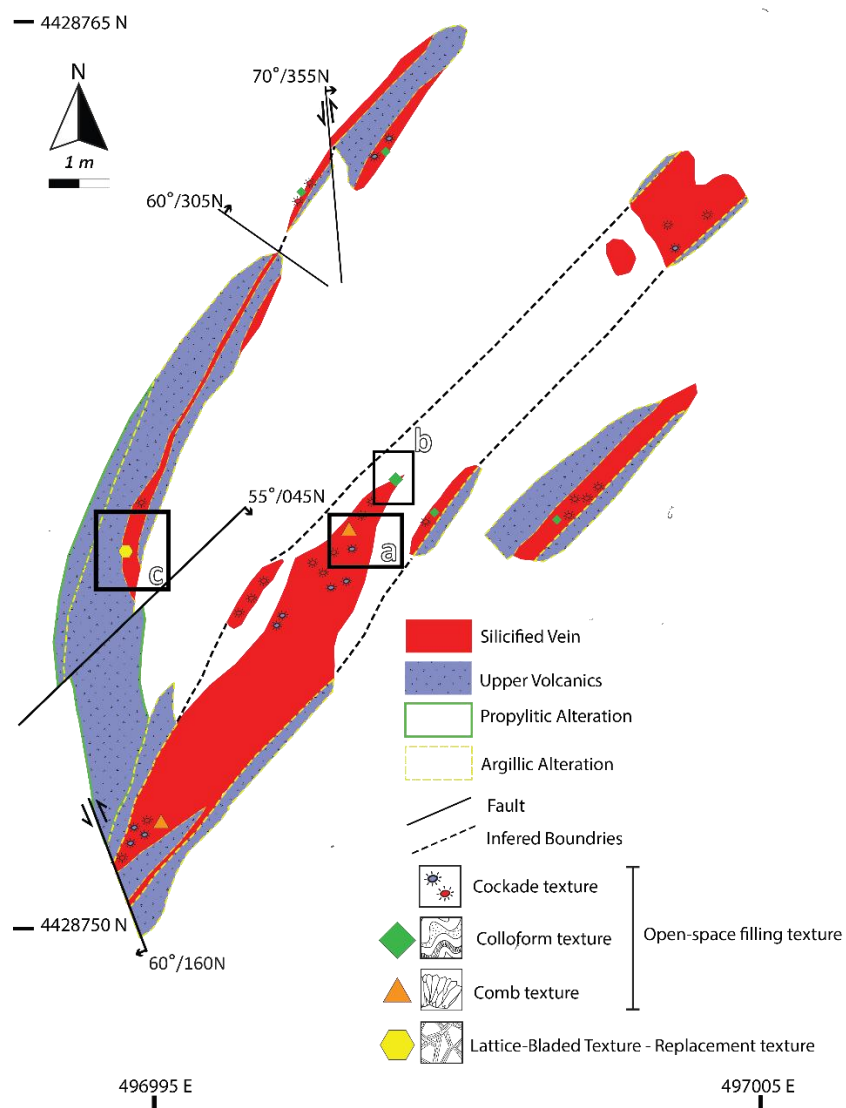 4428765 N
N
1 m
70°/355N
60°/305N
b
55°/045N
a
c
Silicified Vein
Upper Volcanics
Propylitic Alteration
Argillic Alteration
Fault
Infered Boundries
Cockade texture
Colloform texture
Open-space filling texture
Comb texture
Lattice-Bladed Texture - Replacement texture
4428750 N
60°/160N
496995 E
497005 E